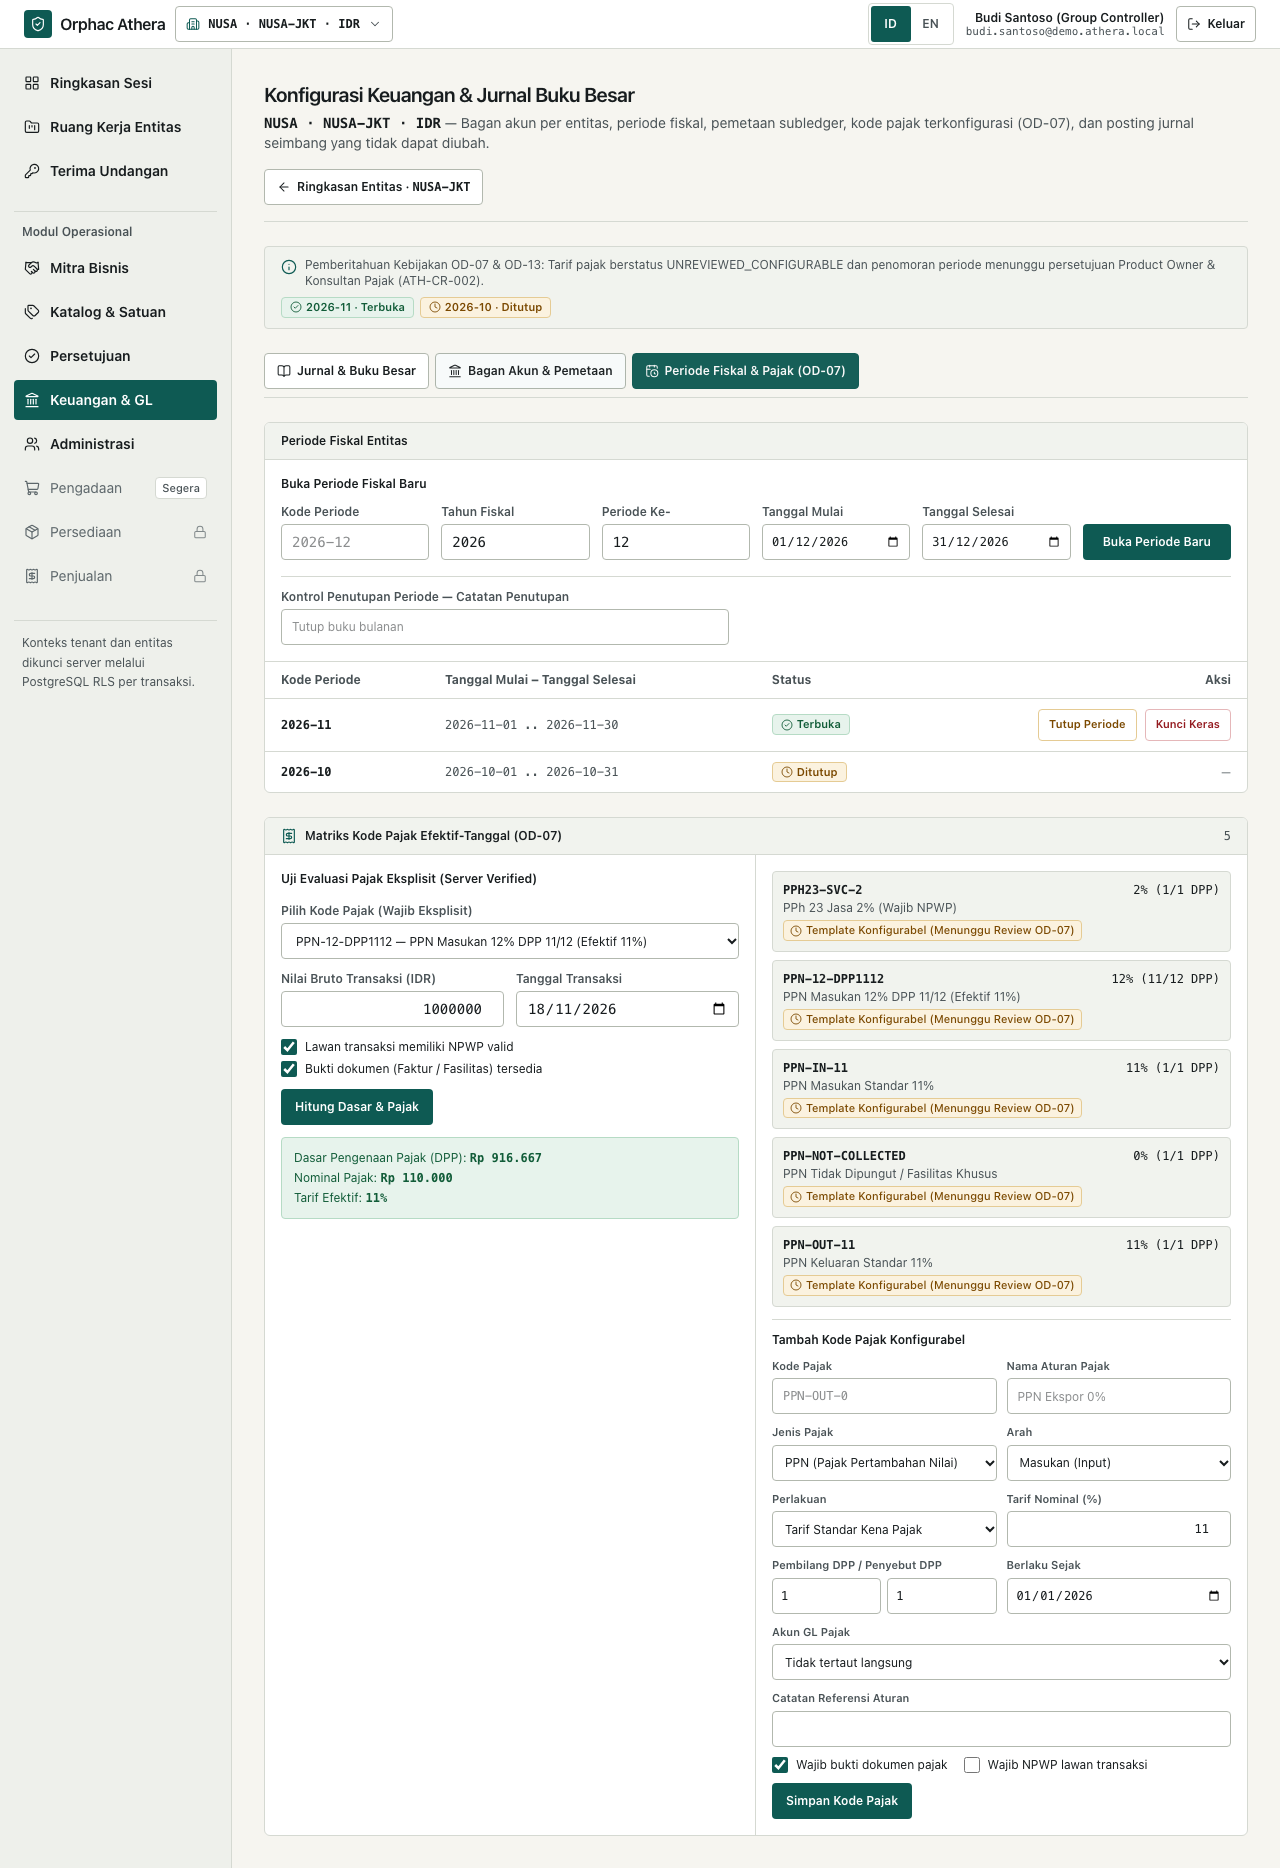 Orphac Athera
NUSA · NUSA-JKT · IDR
ID
EN
Budi Santoso (Group Controller)
budi.santoso@demo.athera.local
Keluar
Ringkasan Sesi
Ruang Kerja Entitas
Terima Undangan
Modul Operasional
Mitra Bisnis
Katalog & Satuan
Persetujuan
Keuangan & GL
Administrasi
Pengadaan
Segera
Persediaan
Penjualan
Konteks tenant dan entitas
dikunci server melalui
PostgreSQL RLS per transaksi.
Konfigurasi Keuangan & Jurnal Buku Besar
NUSA · NUSA-JKT · IDR — Bagan akun per entitas, periode fiskal, pemetaan subledger, kode pajak terkonfigurasi (OD-07), dan posting jurnal
seimbang yang tidak dapat diubah.
Ringkasan Entitas · NUSA-JKT
Pemberitahuan Kebijakan OD-07 & OD-13: Tarif pajak berstatus UNREVIEWED_CONFIGURABLE dan penomoran periode menunggu persetujuan Product Owner &
Konsultan Pajak (ATH-CR-002).
2026-11 · Terbuka
2026-10 · Ditutup
Jurnal & Buku Besar
Bagan Akun & Pemetaan
Periode Fiskal & Pajak (OD-07)
Periode Fiskal Entitas
Buka Periode Fiskal Baru
Kode Periode
Tahun Fiskal
Periode Ke-
Tanggal Mulai
Tanggal Selesai
2026-12
2026
12
01/12/2026
31/12/2026
Buka Periode Baru
Kontrol Penutupan Periode — Catatan Penutupan
Tutup buku bulanan
Kode Periode
Tanggal Mulai – Tanggal Selesai
Status
Aksi
2026-11
2026-11-01 .. 2026-11-30
Terbuka
Tutup Periode
Kunci Keras
2026-10
2026-10-01 .. 2026-10-31
Ditutup
—
Matriks Kode Pajak Efektif-Tanggal (OD-07)
5
Uji Evaluasi Pajak Eksplisit (Server Verified)
Pilih Kode Pajak (Wajib Eksplisit)
PPN-12-DPP1112 — PPN Masukan 12% DPP 11/12 (Efektif 11%)
Nilai Bruto Transaksi (IDR)
Tanggal Transaksi
1000000
18/11/2026
Lawan transaksi memiliki NPWP valid
Bukti dokumen (Faktur / Fasilitas) tersedia
Hitung Dasar & Pajak
Dasar Pengenaan Pajak (DPP): Rp 916.667
Nominal Pajak: Rp 110.000
Tarif Efektif: 11%
PPH23-SVC-2
2% (1/1 DPP)
PPh 23 Jasa 2% (Wajib NPWP)
Template Konfigurabel (Menunggu Review OD-07)
PPN-12-DPP1112
12% (11/12 DPP)
PPN Masukan 12% DPP 11/12 (Efektif 11%)
Template Konfigurabel (Menunggu Review OD-07)
PPN-IN-11
11% (1/1 DPP)
PPN Masukan Standar 11%
Template Konfigurabel (Menunggu Review OD-07)
PPN-NOT-COLLECTED
0% (1/1 DPP)
PPN Tidak Dipungut / Fasilitas Khusus
Template Konfigurabel (Menunggu Review OD-07)
PPN-OUT-11
11% (1/1 DPP)
PPN Keluaran Standar 11%
Template Konfigurabel (Menunggu Review OD-07)
Tambah Kode Pajak Konfigurabel
Kode Pajak
Nama Aturan Pajak
PPN-OUT-0
PPN Ekspor 0%
Jenis Pajak
Arah
PPN (Pajak Pertambahan Nilai)
Masukan (Input)
Perlakuan
Tarif Nominal (%)
Tarif Standar Kena Pajak
11
Pembilang DPP / Penyebut DPP
Berlaku Sejak
1
1
01/01/2026
Akun GL Pajak
Tidak tertaut langsung
Catatan Referensi Aturan
Wajib bukti dokumen pajak
Wajib NPWP lawan transaksi
Simpan Kode Pajak